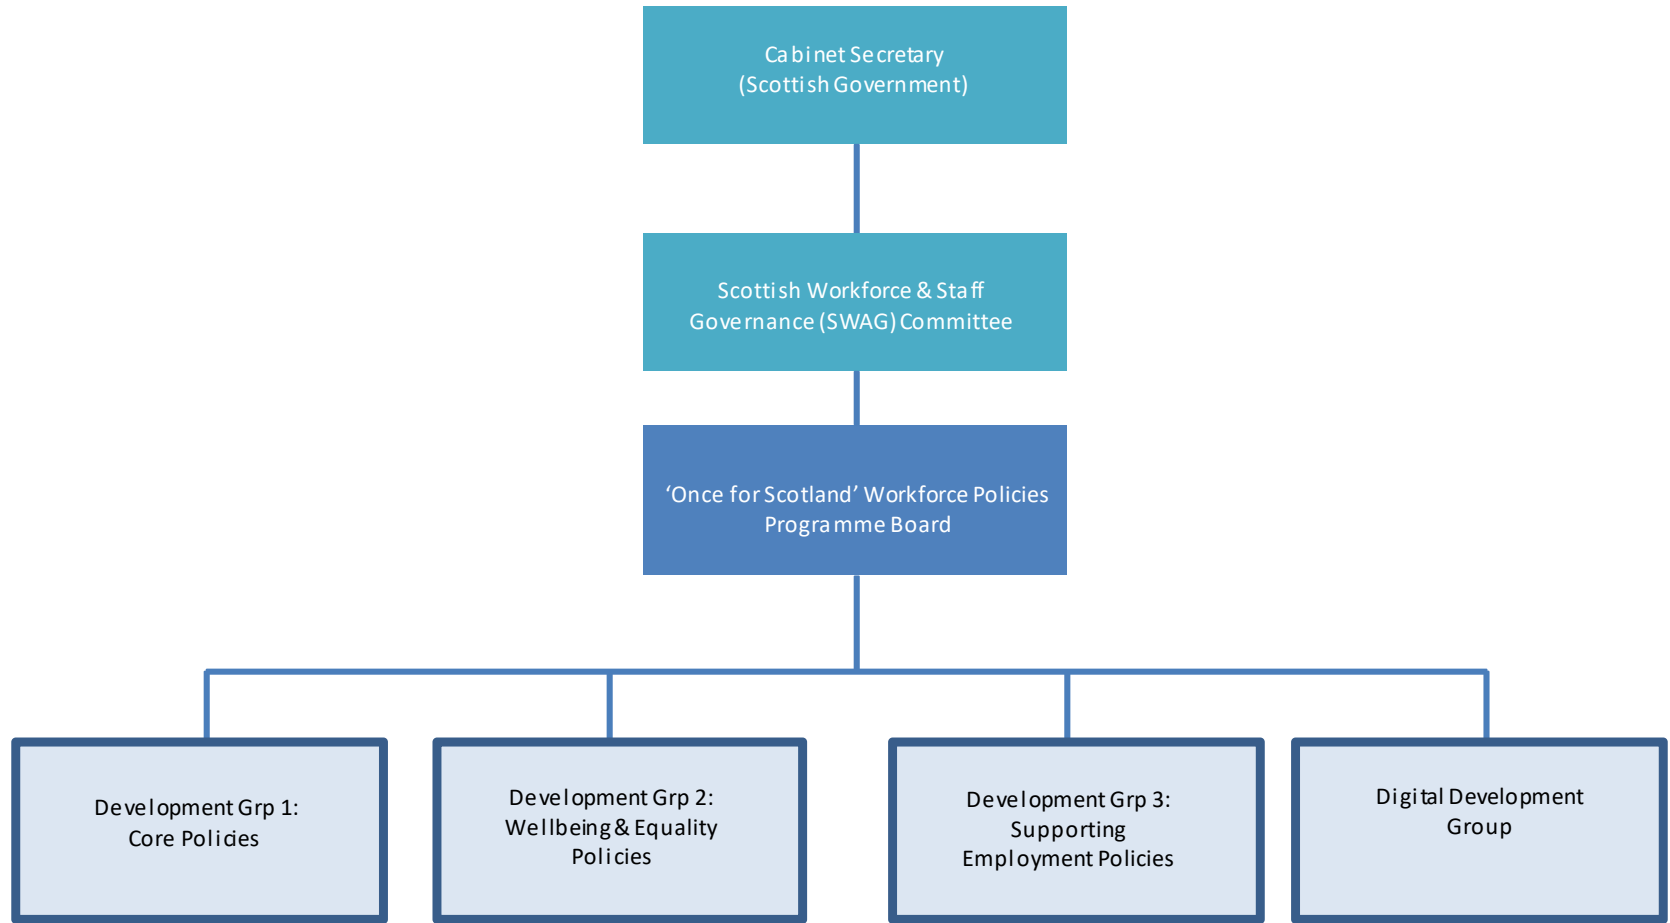 Cabinet Secretary
(Scottish Government)
Scottish Workforce & Staff
Governance (SWAG) Committee
‘Once for Scotland’ Workforce Policies
Programme Board
Development Grp 1:
Core Policies
Development Grp 2:
Wellbeing & Equality
Policies
Development Grp 3:
Supporting
Employment Policies
Digital Development
Group